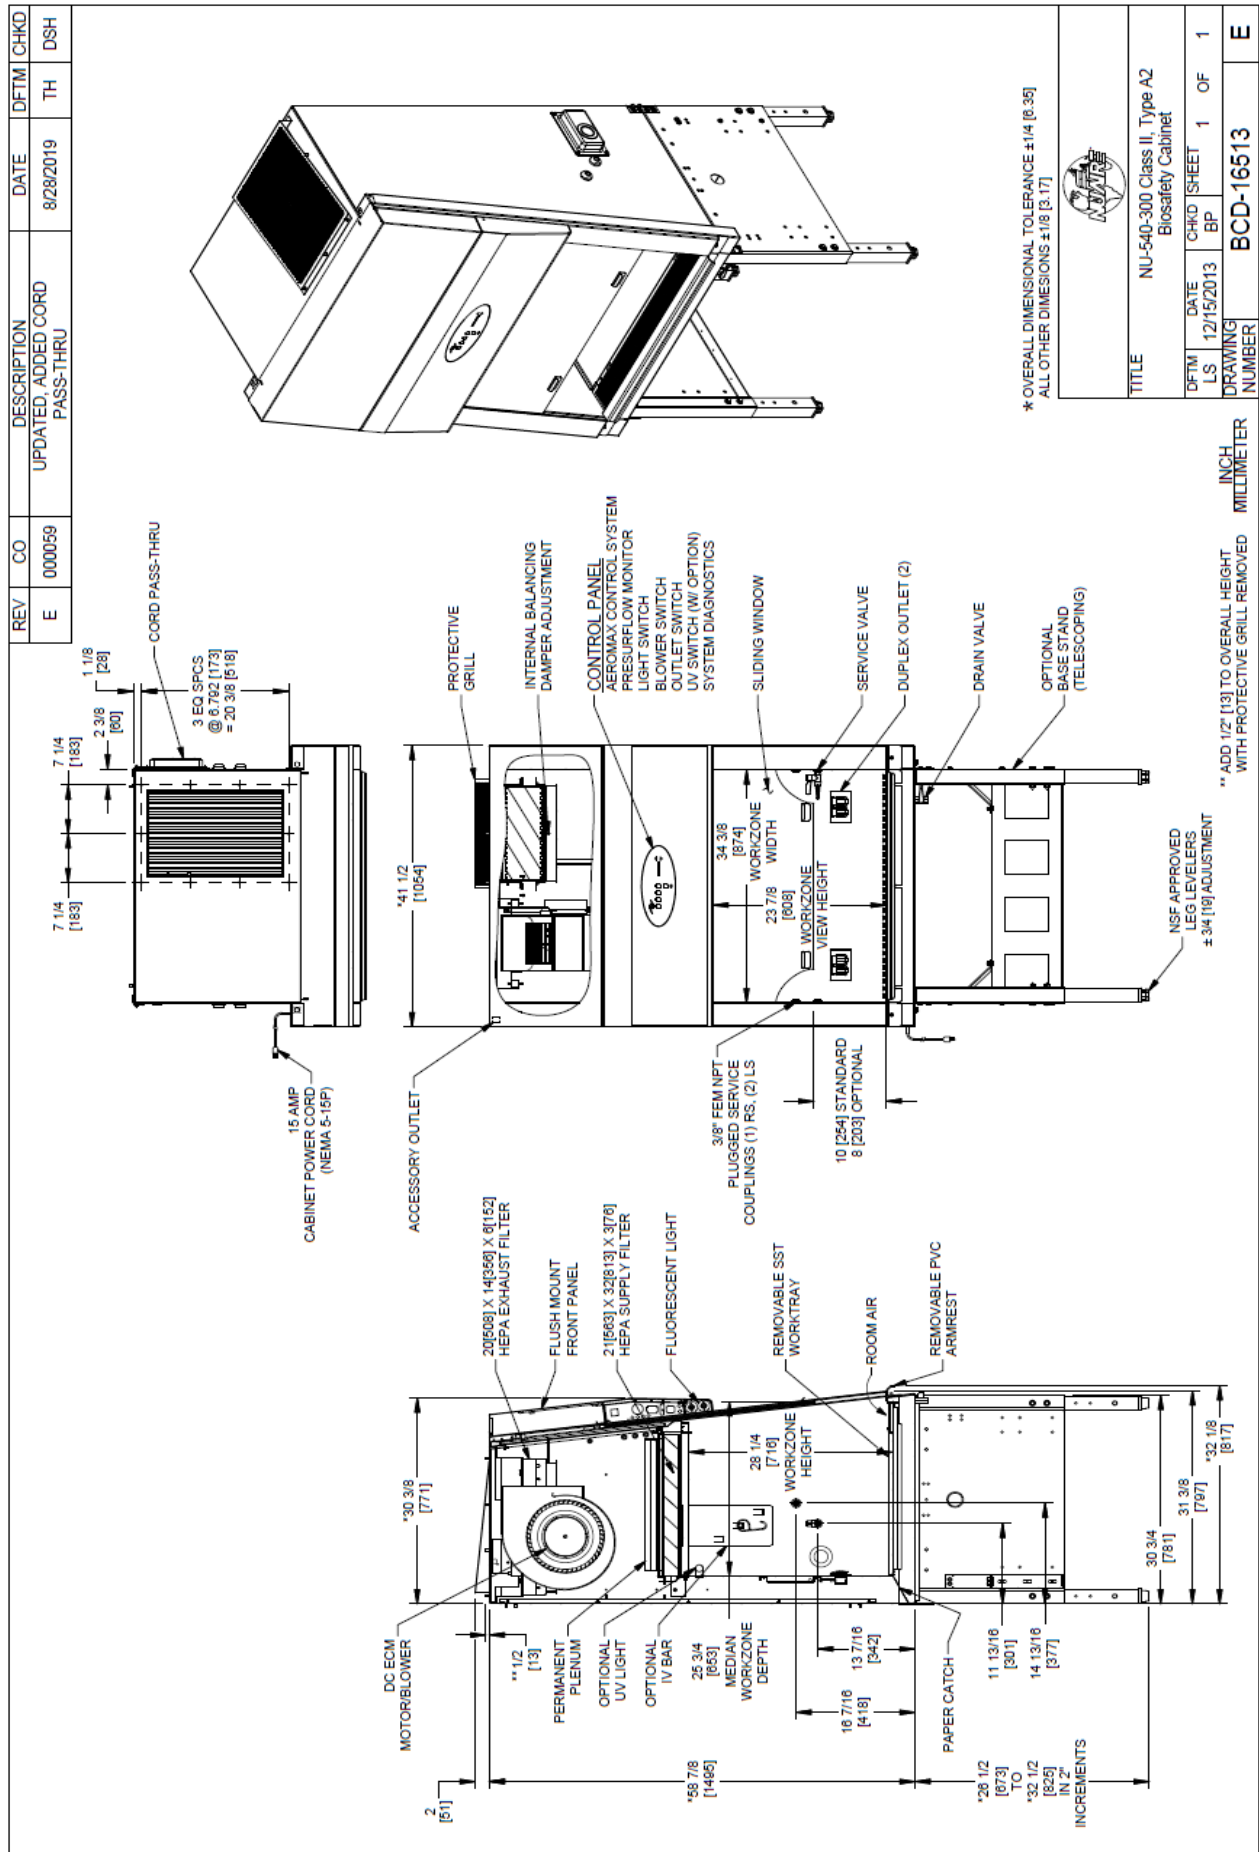 REV CO DESCRIPTION DATE DFTM CHKD
E 000059 UPDATED, ADDED CORD PASS-THRU 8/28/2019 TH DSH
7 1/4
[183]
7 1/4
[183]
2 3/8
[60]
1 1/8
[28]
3 EQ SPCS
@ 6.792 [173]
= 20 3/8 [518]
CORD PASS-THRU
15 AMP
CABINET POWER CORD
(NEMA 5-15P)
*41 1/2
[1054]
ACCESSORY OUTLET
PROTECTIVE
GRILL
INTERNAL BALANCING
DAMPER ADJUSTMENT
CONTROL PANEL
AEROMAX CONTROL SYSTEM
PRESURFLOW MONITOR
LIGHT SWITCH
BLOWER SWITCH
OUTLET SWITCH
UV SWITCH (W/ OPTION)
SYSTEM DIAGNOSTICS
34 3/8
[874]
WORKZONE
WIDTH
23 7/8
[608]
WORKZONE
VIEW HEIGHT
SLIDING WINDOW
SERVICE VALVE
DUPLEX OUTLET (2)
DRAIN VALVE
OPTIONAL
BASE STAND
(TELESCOPING)
3/8" FEM NPT
PLUGGED SERVICE
COUPLINGS (1) RS, (2) LS
10 [254] STANDARD
8 [203] OPTIONAL
NSF APPROVED
LEG LEVELERS
± 3/4 [19] ADJUSTMENT
2
[51]
DC ECM
MOTOR/BLOWER
** 1/2
[13]
*30 3/8
[771]
20[508] X 14[356] X 6[152]
HEPA EXHAUST FILTER
FLUSH MOUNT
FRONT PANEL
21[563] X 32[813] X 3[76]
HEPA SUPPLY FILTER
FLUORESCENT LIGHT
PERMANENT
PLENUM
OPTIONAL
UV LIGHT
OPTIONAL
IV BAR
25 3/4
[653]
MEDIAN
WORKZONE
DEPTH
28 1/4
[716]
WORKZONE
HEIGHT
REMOVABLE SST
WORKTRAY
ROOM AIR
REMOVABLE PVC
ARMREST
*58 7/8
[1495]
16 7/16
[418]
13 7/16
[342]
PAPER CATCH
11 13/16
[301]
14 13/16
[377]
30 3/4
[781]
31 3/8
[797]
*32 1/8
[817]
*26 1/2
[673]
TO
*32 1/2
[825]
IN 2"
INCREMENTS
** ADD 1/2" [13] TO OVERALL HEIGHT
WITH PROTECTIVE GRILL REMOVED
INCH
MILLIMETER
* OVERALL DIMENSIONAL TOLERANCE ±1/4 [6.35]
ALL OTHER DIMESIONS ±1/8 [3.17]
NUAIRE
TITLE
NU-540-300 Class II, Type A2
Biosafety Cabinet
DFTM DATE CHKD SHEET 1 OF 1
LS 12/15/2013 BP
DRAWING NUMBER BCD-16513 E